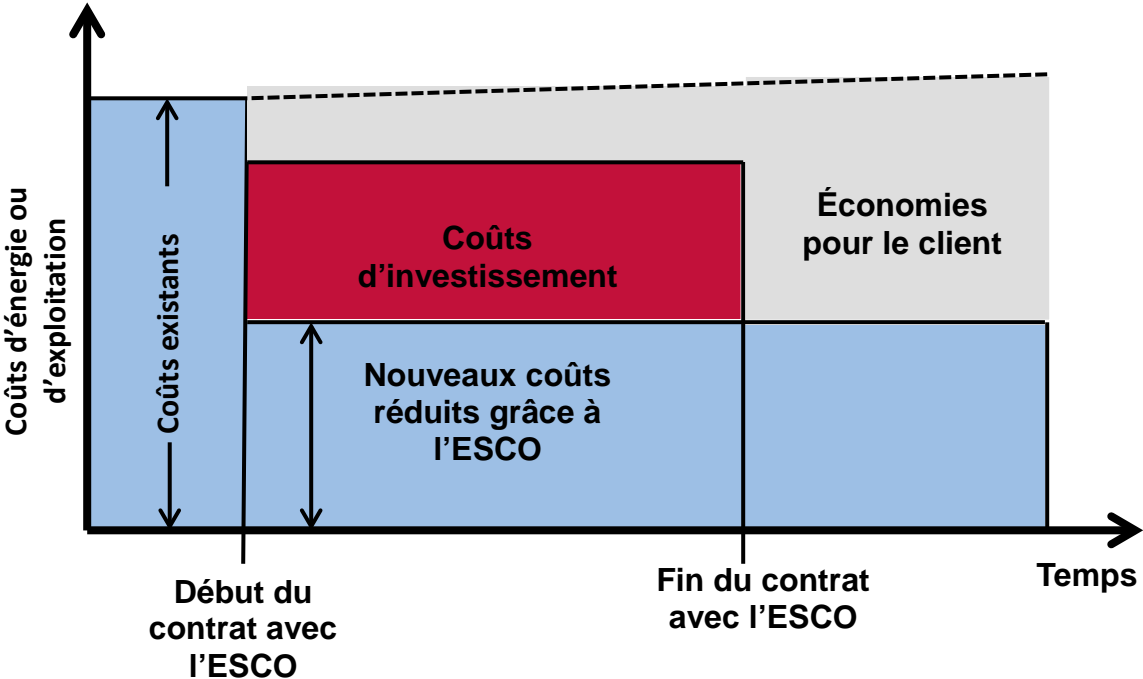 Coûts d’énergie ou
d’exploitation
Coûts existants
Coûts
d’investissement
Économies
pour le client
Nouveaux coûts
réduits grâce à
l’ESCO
Début du
contrat avec
l’ESCO
Fin du contrat
avec l’ESCO
Temps